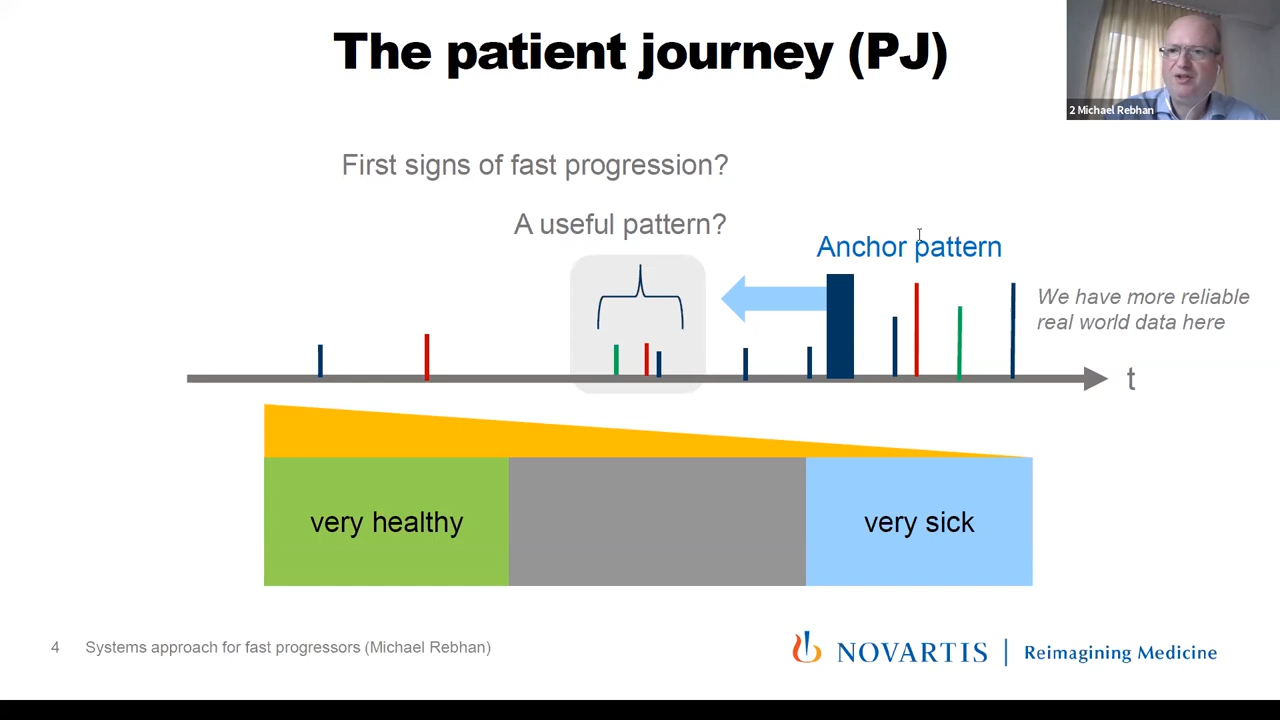 The patient journey (PJ)
2 Michael Rebhan
First signs of fast progression?
A useful pattern?
Anchor pattern
We have more reliable
real world data here
t
very healthy
very sick
4 Systems approach for fast progressors (Michael Rebhan)
NOVARTIS | Reimagining Medicine